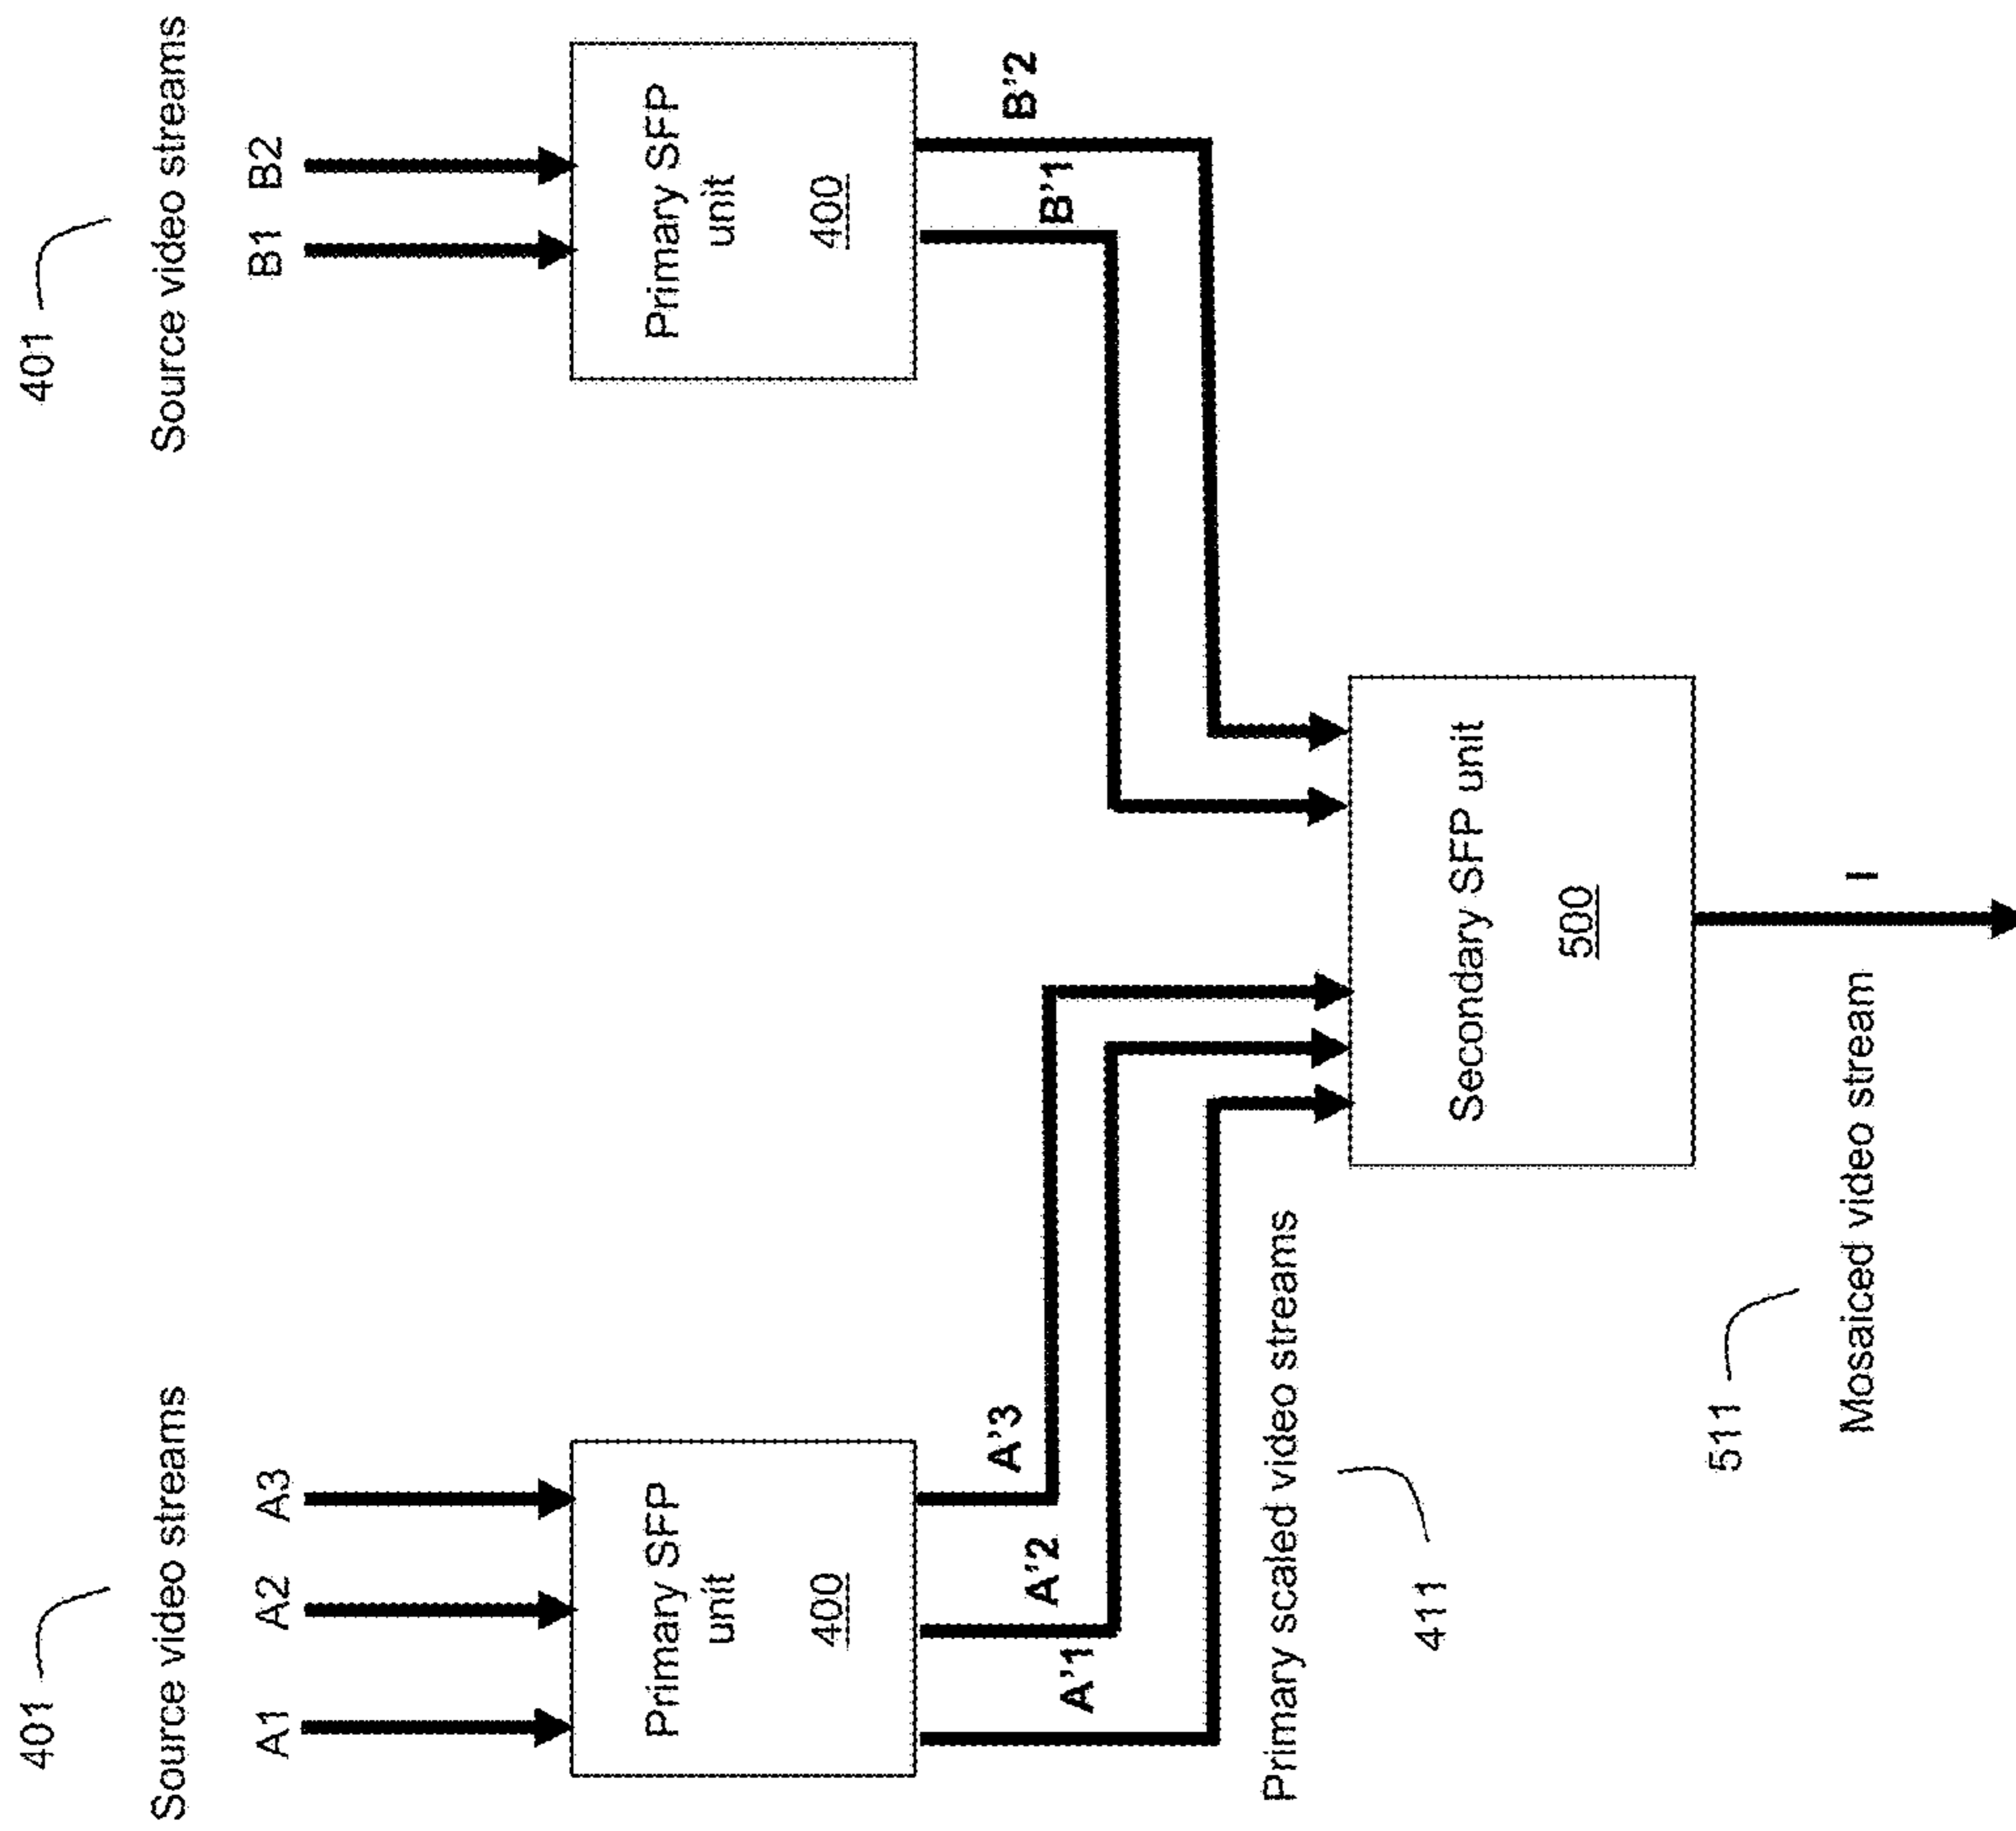 401
Source video streams
A1 A2 A3
401
Source video streams
B1 B2
Primary SFP
unit
400
Primary SFP
unit
400
A'1
A'2
A'3
B'1
B'2
Primary scaled video streams
411
Secondary SFP unit
500
511
Mosaiced video stream
I